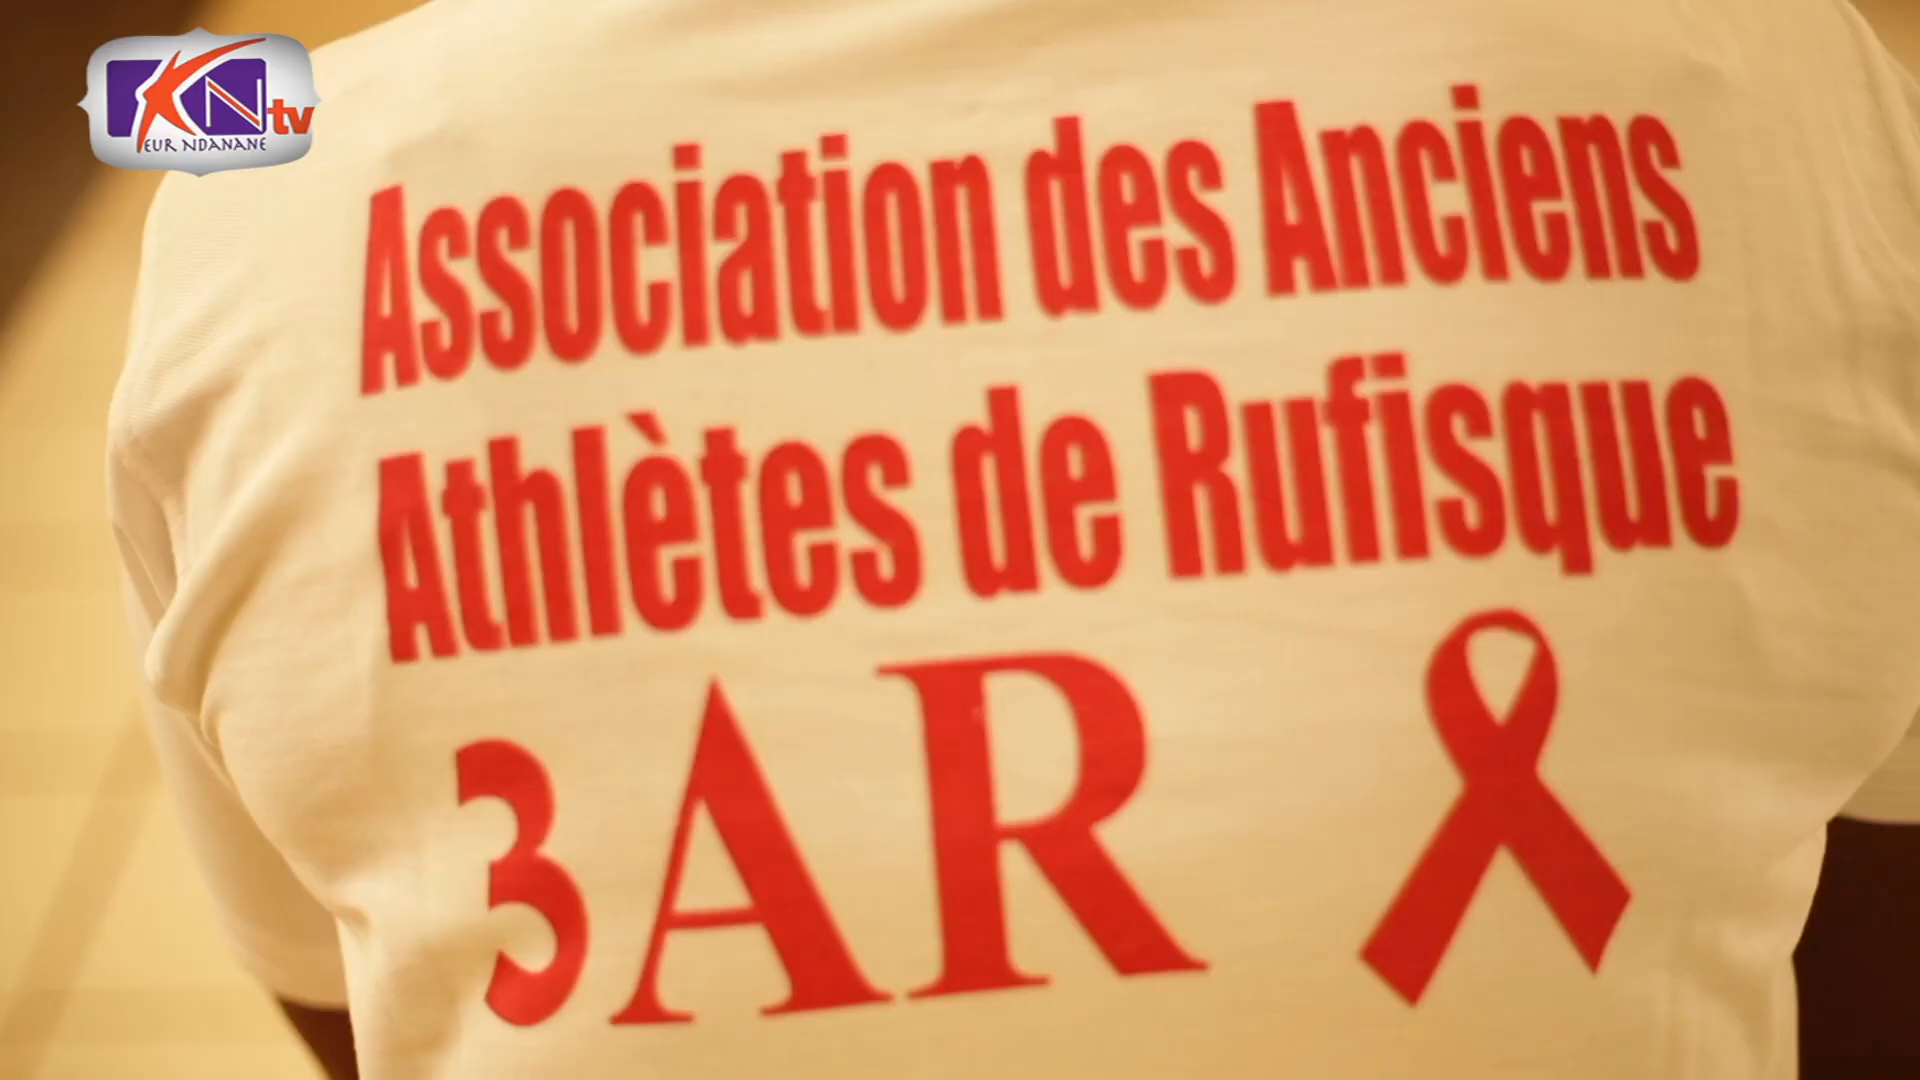 KN tv
EUR NDANANE
Association des Anciens
Athlètes de Rufisque
3AR